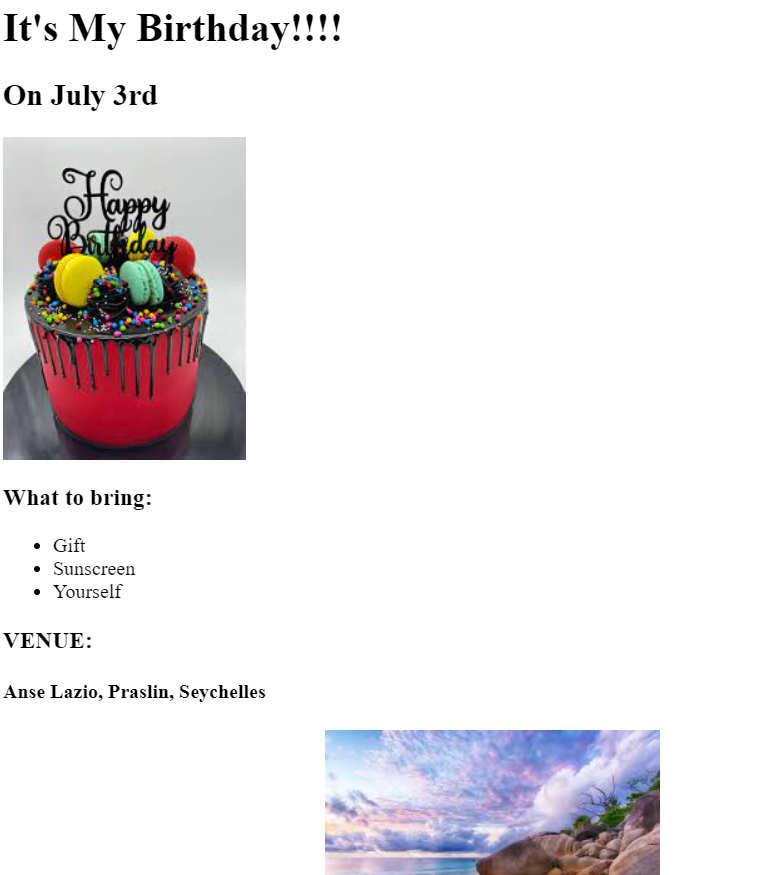 It's My Birthday!!!!
On July 3rd
Happy
Birthday
What to bring:
Gift
Sunscreen
Yourself
VENUE:
Anse Lazio, Praslin, Seychelles